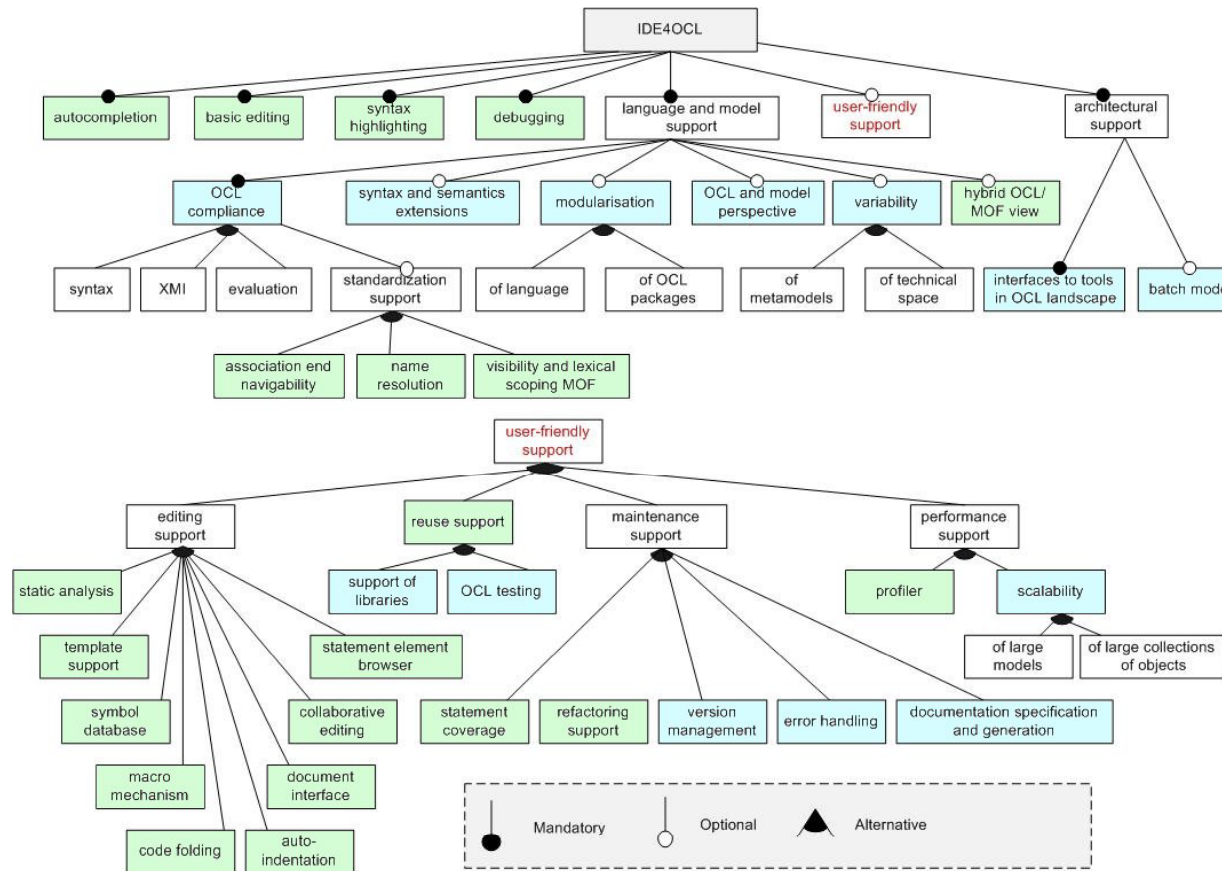 IDE4OCL
autocompletion
basic editing
syntax
highlighting
debugging
language and model
support
user-friendly
support
architectural
support
OCL
compliance
syntax and semantics
extensions
modularisation
OCL and model
perspective
variability
hybrid OCL/
MOF view
syntax
XMI
evaluation
standardization
support
of language
of OCL
packages
of
metamodels
of technical
space
interfaces to tools
in OCL landscape
batch mode
association end
navigability
name
resolution
visibility and lexical
scoping MOF
user-friendly
support
editing
support
reuse support
maintenance
support
performance
support
static analysis
support of
libraries
OCL testing
profiler
scalability
template
support
statement element
browser
of large
models
of large collections
of objects
symbol
database
collaborative
editing
statement
coverage
refactoring
support
version
management
error handling
documentation specification
and generation
macro
mechanism
document
interface
code folding
auto-
indentation
Mandatory
Optional
Alternative